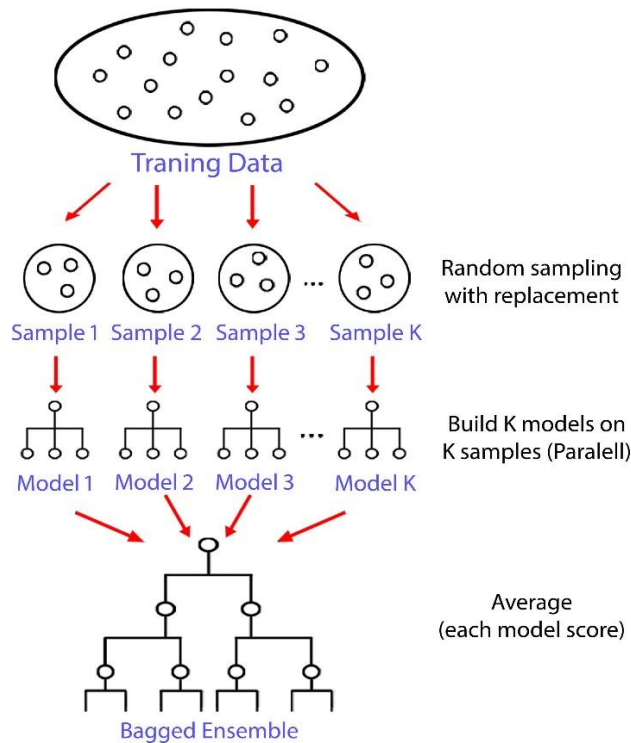 Traning Data
Random sampling
with replacement
...
Sample 1
Sample 2
Sample 3
Sample K
Build K models on
K samples (Paralell)
...
Model 1
Model 2
Model 3
Model K
Average
(each model score)
Bagged Ensemble